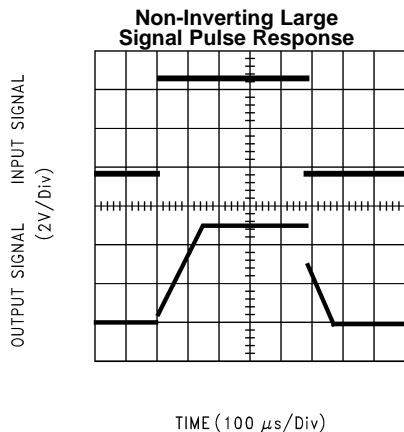 Non-Inverting Large
Signal Pulse Response
INPUT SIGNAL
OUTPUT SIGNAL
(2V/Div)
TIME (100 µs/Div)